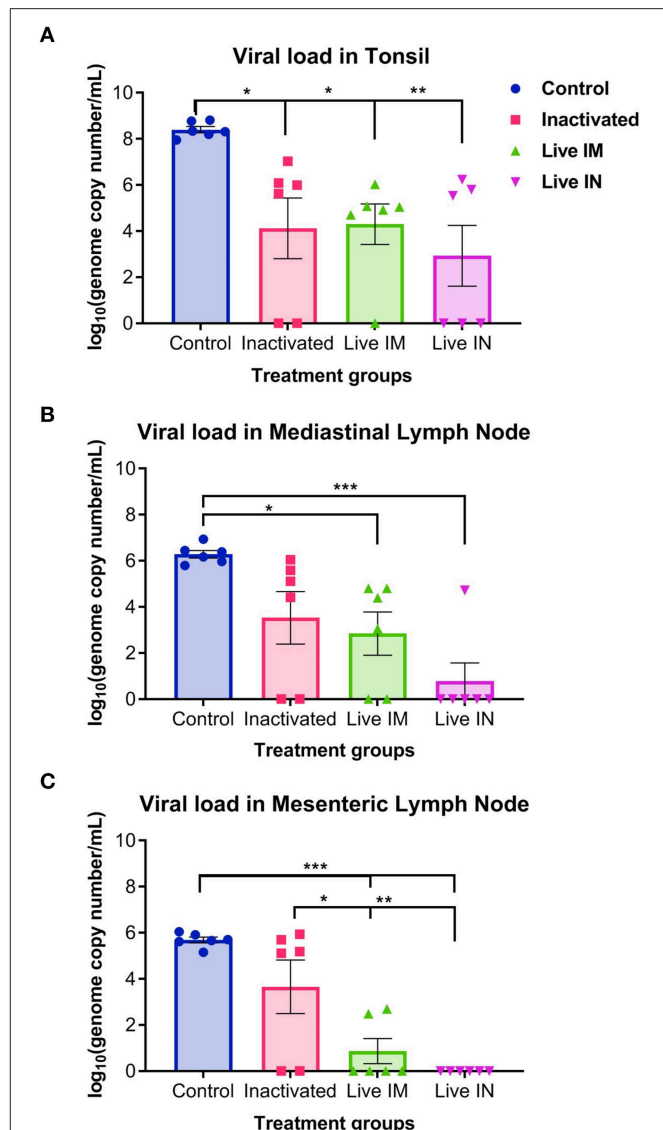 A
Viral load in Tonsil
log10(genome copy number/mL)
10
8
6
4
2
0
* * **
Control
Inactivated
Live IM
Live IN
Control Inactivated Live IM Live IN
Treatment groups
B
Viral load in Mediastinal Lymph Node
log10(genome copy number/mL)
10
8
6
4
2
0
***
*
Control Inactivated Live IM Live IN
Treatment groups
C
Viral load in Mesenteric Lymph Node
log10(genome copy number/mL)
10
8
6
4
2
0
***
* **
Control Inactivated Live IM Live IN
Treatment groups